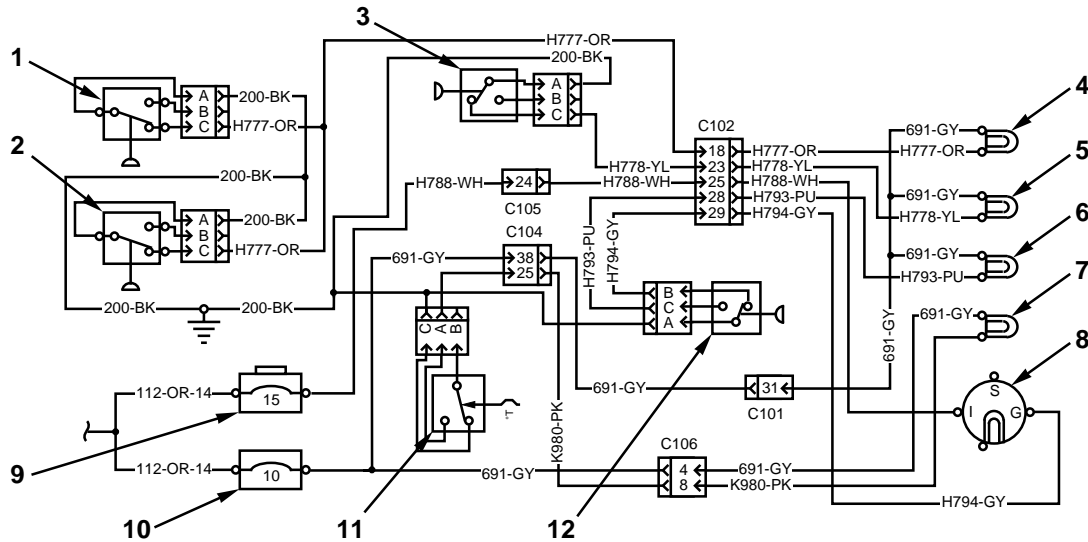 3
H777-OR
200-BK
1
A
B
C
200-BK
H777-OR
A
B
C
4
C102
691-GY
H777-OR
18
23
25
28
29
H777-OR
H778-YL
H788-WH
H793-PU
H794-GY
5
2
200-BK
H778-YL
H788-WH
24
H788-WH
C105
691-GY
H778-YL
A
B
C
200-BK
H777-OR
C104
691-GY
38
25
H793-PU
H794-GY
6
691-GY
H793-PU
7
200-BK
200-BK
C
A
B
B
C
A
691-GY
691-GY
8
112-OR-14
15
691-GY
31
C101
S
I
G
9
K980-PK
112-OR-14
10
691-GY
C106
4
8
691-GY
K980-PK
H794-GY
10
11
12